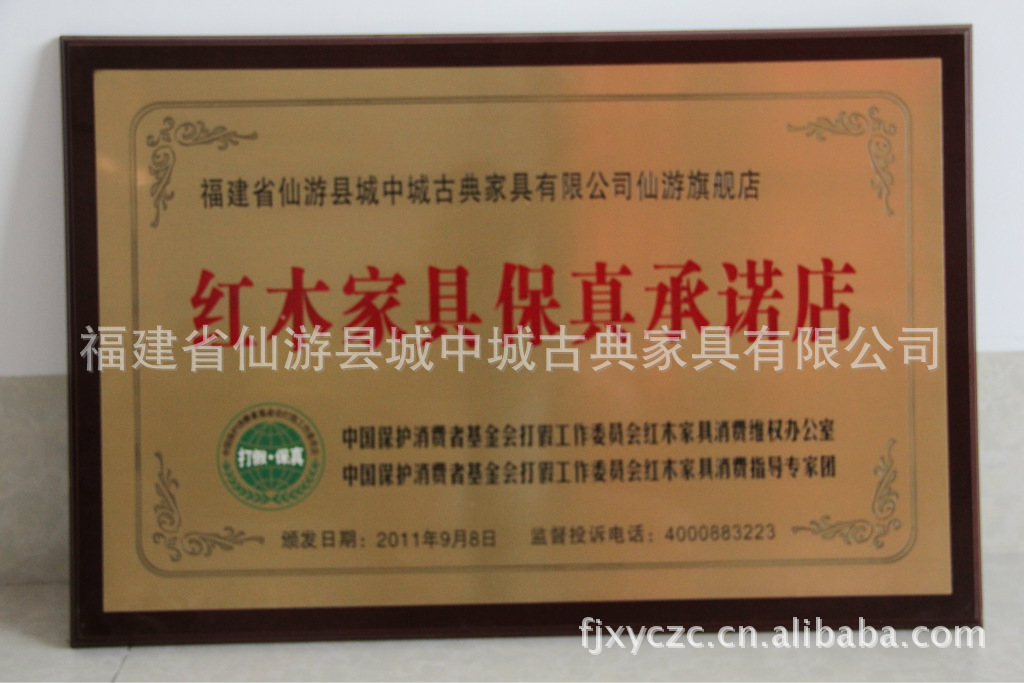 福建省仙游县城中城古典家具有限公司仙游旗舰店
红木家具保真承诺店
福建省仙游县城中城古典家具有限公司
打假·保真
中国保护消费者基金会打假工作委员会红木家具消费维权办公室
中国保护消费者基金会打假工作委员会红木家具消费指导专家团
颁发日期：2011年9月8日 监督投诉电话：4000883223
fjxyczc.cn.alibaba.com